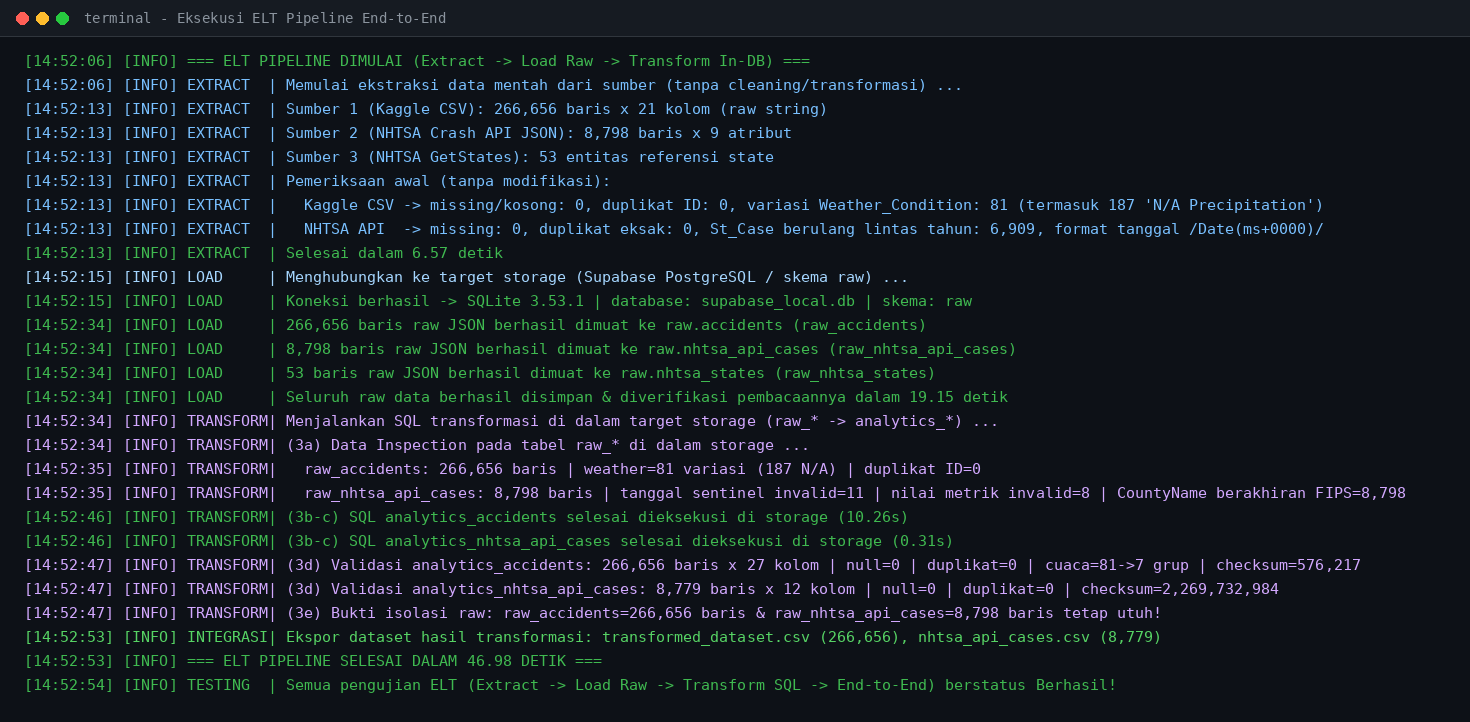 terminal - Eksekusi ELT Pipeline End-to-End
[14:52:06] [INFO] === ELT PIPELINE DIMULAI (Extract -> Load Raw -> Transform In-DB) ===
[14:52:06] [INFO] EXTRACT  | Memulai ekstraksi data mentah dari sumber (tanpa cleaning/transformasi) ...
[14:52:13] [INFO] EXTRACT  | Sumber 1 (Kaggle CSV): 266,656 baris x 21 kolom (raw string)
[14:52:13] [INFO] EXTRACT  | Sumber 2 (NHTSA Crash API JSON): 8,798 baris x 9 atribut
[14:52:13] [INFO] EXTRACT  | Sumber 3 (NHTSA GetStates): 53 entitas referensi state
[14:52:13] [INFO] EXTRACT  | Pemeriksaan awal (tanpa modifikasi):
[14:52:13] [INFO] EXTRACT  |   Kaggle CSV -> missing/kosong: 0, duplikat ID: 0, variasi Weather_Condition: 81 (termasuk 187 'N/A Precipitation')
[14:52:13] [INFO] EXTRACT  |   NHTSA API  -> missing: 0, duplikat eksak: 0, St_Case berulang lintas tahun: 6,909, format tanggal /Date(ms+0000)/
[14:52:13] [INFO] EXTRACT  | Selesai dalam 6.57 detik
[14:52:15] [INFO] LOAD     | Menghubungkan ke target storage (Supabase PostgreSQL / skema raw) ...
[14:52:15] [INFO] LOAD     | Koneksi berhasil -> SQLite 3.53.1 | database: supabase_local.db | skema: raw
[14:52:34] [INFO] LOAD     | 266,656 baris raw JSON berhasil dimuat ke raw.accidents (raw_accidents)
[14:52:34] [INFO] LOAD     | 8,798 baris raw JSON berhasil dimuat ke raw.nhtsa_api_cases (raw_nhtsa_api_cases)
[14:52:34] [INFO] LOAD     | 53 baris raw JSON berhasil dimuat ke raw.nhtsa_states (raw_nhtsa_states)
[14:52:34] [INFO] LOAD     | Seluruh raw data berhasil disimpan & diverifikasi pembacaannya dalam 19.15 detik
[14:52:34] [INFO] TRANSFORM| Menjalankan SQL transformasi di dalam target storage (raw_* -> analytics_*) ...
[14:52:34] [INFO] TRANSFORM| (3a) Data Inspection pada tabel raw_* di dalam storage ...
[14:52:35] [INFO] TRANSFORM|   raw_accidents: 266,656 baris | weather=81 variasi (187 N/A) | duplikat ID=0
[14:52:35] [INFO] TRANSFORM|   raw_nhtsa_api_cases: 8,798 baris | tanggal sentinel invalid=11 | nilai metrik invalid=8 | CountyName berakhiran FIPS=8,798
[14:52:46] [INFO] TRANSFORM| (3b-c) SQL analytics_accidents selesai dieksekusi di storage (10.26s)
[14:52:46] [INFO] TRANSFORM| (3b-c) SQL analytics_nhtsa_api_cases selesai dieksekusi di storage (0.31s)
[14:52:47] [INFO] TRANSFORM| (3d) Validasi analytics_accidents: 266,656 baris x 27 kolom | null=0 | duplikat=0 | cuaca=81->7 grup | checksum=576,217
[14:52:47] [INFO] TRANSFORM| (3d) Validasi analytics_nhtsa_api_cases: 8,779 baris x 12 kolom | null=0 | duplikat=0 | checksum=2,269,732,984
[14:52:47] [INFO] TRANSFORM| (3e) Bukti isolasi raw: raw_accidents=266,656 baris & raw_nhtsa_api_cases=8,798 baris tetap utuh!
[14:52:53] [INFO] INTEGRASI| Ekspor dataset hasil transformasi: transformed_dataset.csv (266,656), nhtsa_api_cases.csv (8,779)
[14:52:53] [INFO] === ELT PIPELINE SELESAI DALAM 46.98 DETIK ===
[14:52:54] [INFO] TESTING  | Semua pengujian ELT (Extract -> Load Raw -> Transform SQL -> End-to-End) berstatus Berhasil!